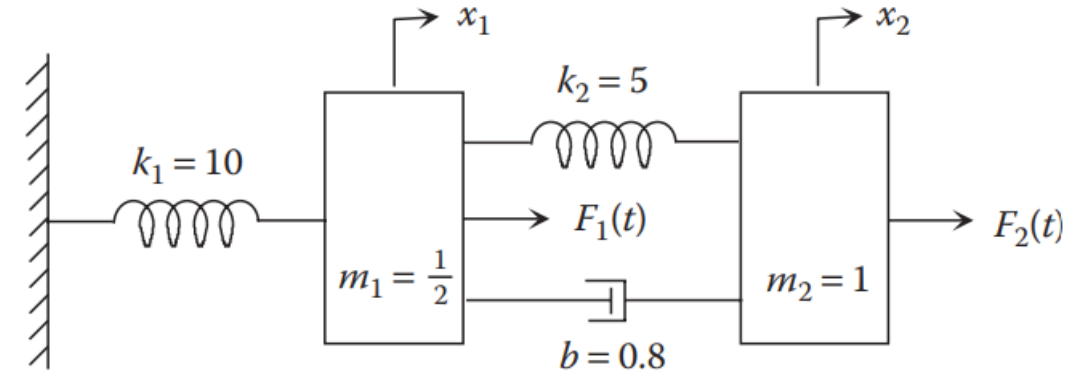 x₁
x₂
k₂ = 5
k₁ = 10
F₁(t)
F₂(t)
m₁ = 1/2
m₂ = 1
b = 0.8